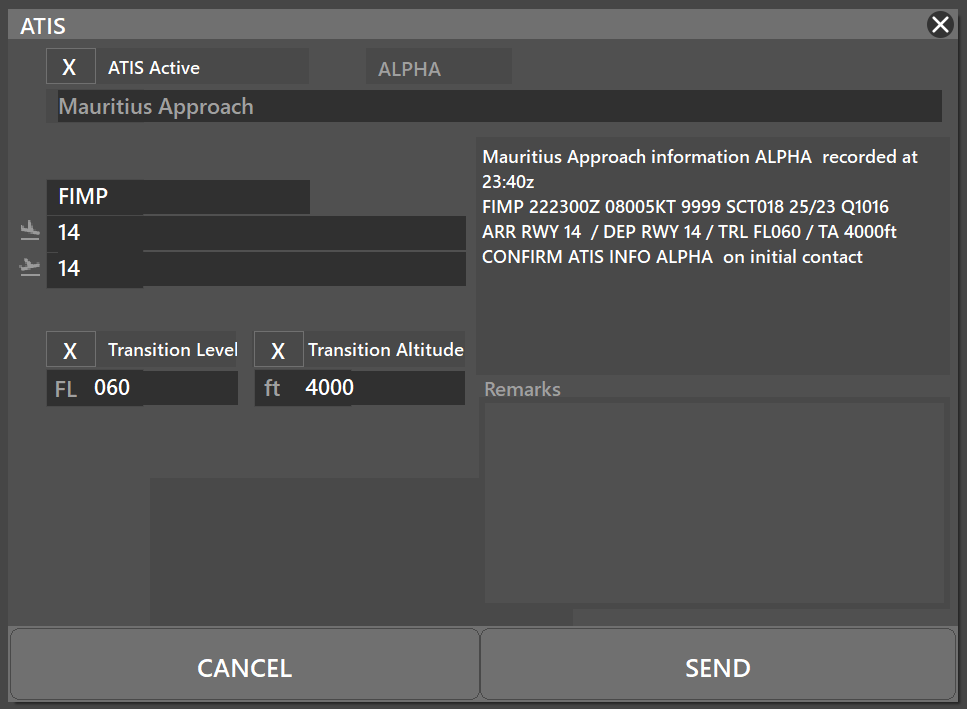 ATIS
X ATIS Active ALPHA
Mauritius Approach
Mauritius Approach information ALPHA  recorded at
23:40z
FIMP 222300Z 08005KT 9999 SCT018 25/23 Q1016
ARR RWY 14  / DEP RWY 14 / TRL FL060 / TA 4000ft
CONFIRM ATIS INFO ALPHA  on initial contact
FIMP
14
14
X Transition Level X Transition Altitude
FL 060 ft 4000
Remarks
CANCEL SEND